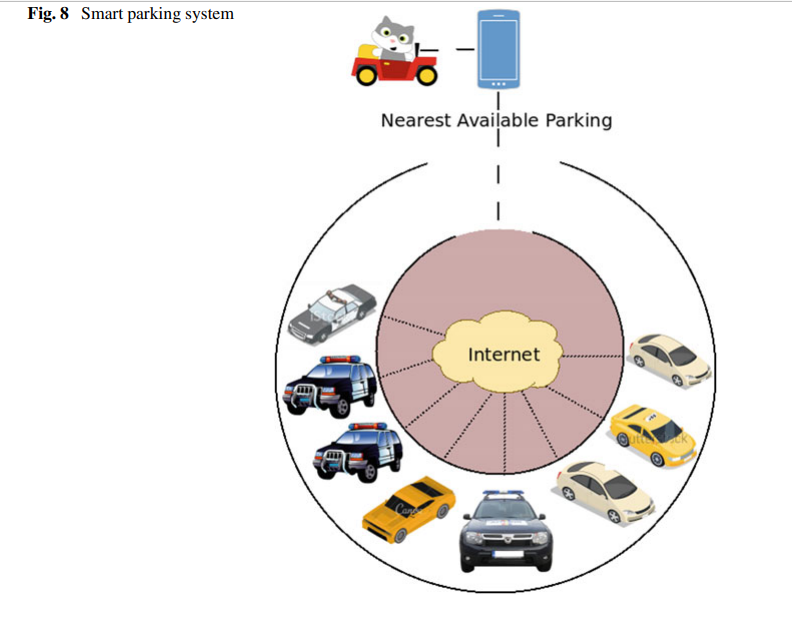 Fig. 8 Smart parking system
Nearest Available Parking
Internet